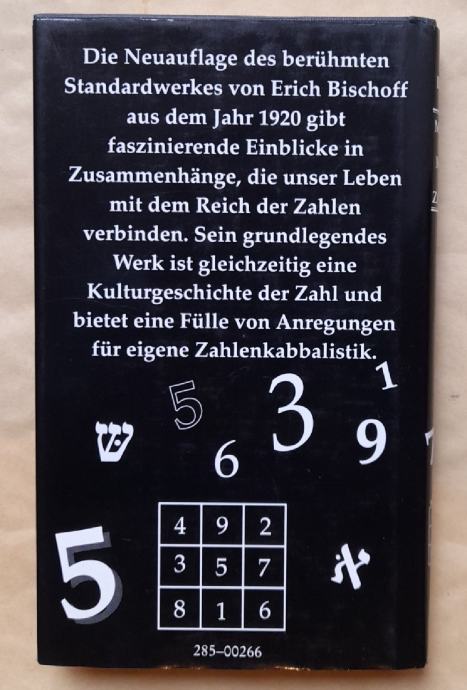 Die Neuauflage des berühmten
Standardwerkes von Erich Bischoff
aus dem Jahr 1920 gibt
faszinierende Einblicke in
Zusammenhänge, die unser Leben
mit dem Reich der Zahlen
verbinden. Sein grundlegendes
Werk ist gleichzeitig eine
Kulturgeschichte der Zahl und
bietet eine Fülle von Anregungen
für eigene Zahlenkabbalistik.
5 3 1
שׁ 6 9
5
4 9 2
3 5 7
8 1 6
א
285–00266